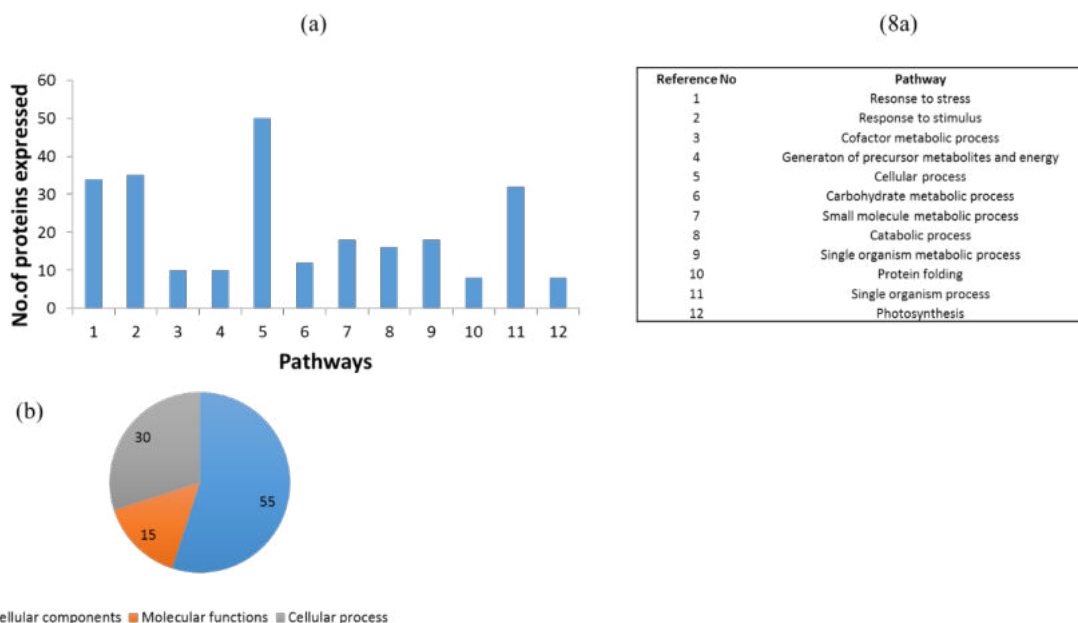 (a)
(8a)
No.of proteins expressed
60
50
40
30
20
10
0
1 2 3 4 5 6 7 8 9 10 11 12
Pathways
Reference No Pathway
1 Resonse to stress
2 Response to stimulus
3 Cofactor metabolic process
4 Generaton of precursor metabolites and energy
5 Cellular process
6 Carbohydrate metabolic process
7 Small molecule metabolic process
8 Catabolic process
9 Single organism metabolic process
10 Protein folding
11 Single organism process
12 Photosynthesis
(b)
30
55
15
ellular components Molecular functions Cellular process